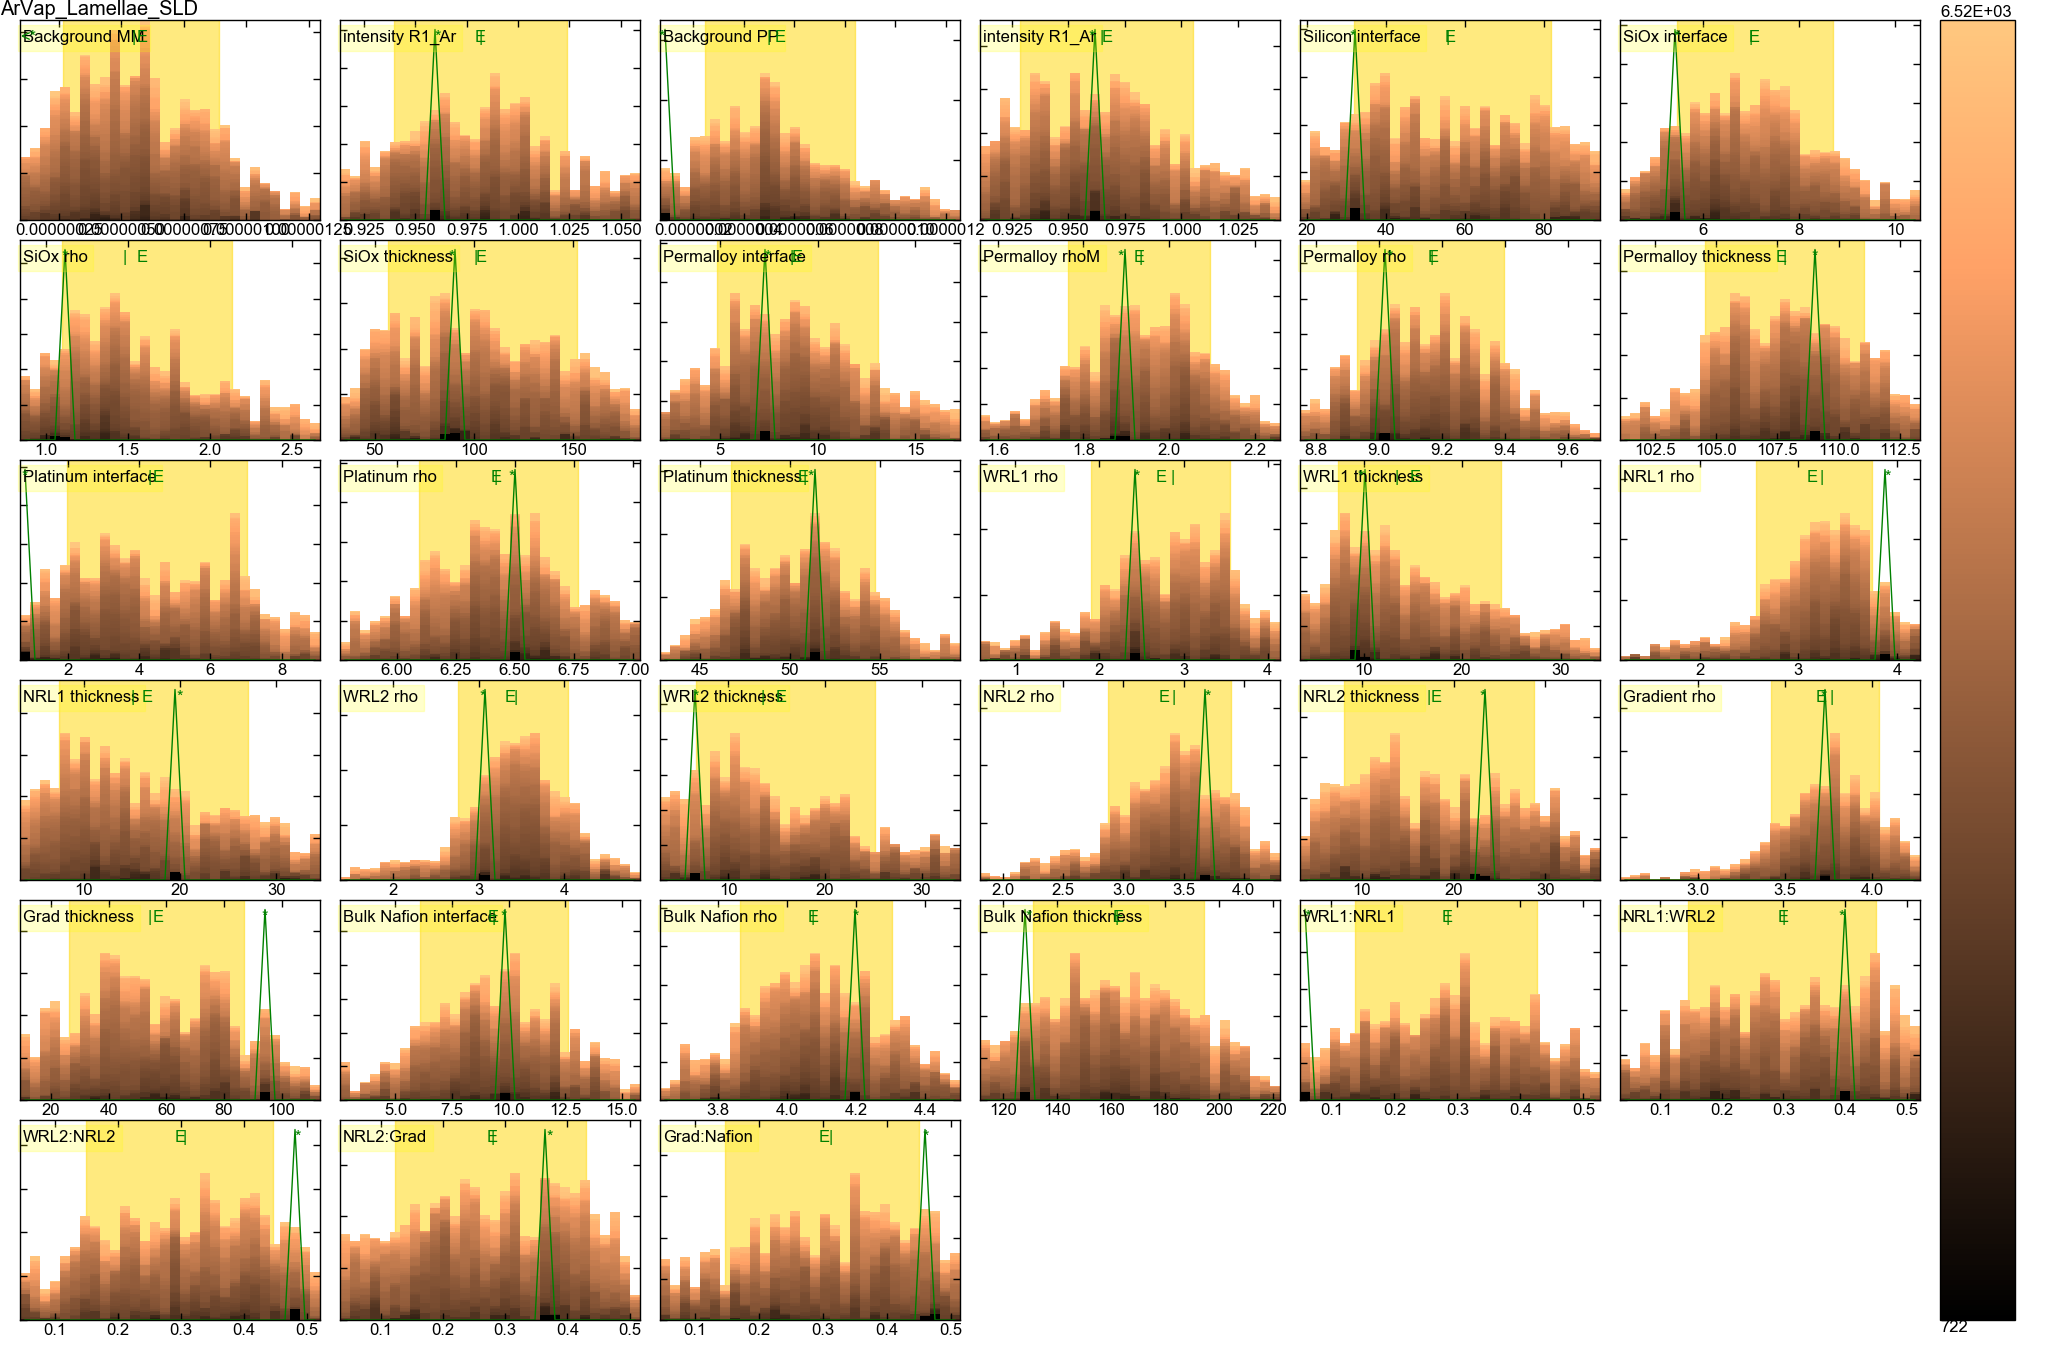 ArVap_Lamellae_SLD
6.52E+03
Background MM
intensity R1_Ar
Background PP
intensity R1_Ar
Silicon interface
SiOx interface
0.925 0.950 0.975 1.000 1.025 1.050
0.925 0.950 0.975 1.000 1.025
20 40 60 80
6 8 10
SiOx rho
SiOx thickness
Permalloy interface
Permalloy rhoM
Permalloy rho
Permalloy thickness
1.0 1.5 2.0 2.5
50 100 150
5 10 15
1.6 1.8 2.0 2.2
8.8 9.0 9.2 9.4 9.6
102.5 105.0 107.5 110.0 112.5
Platinum interface
Platinum rho
Platinum thickness
WRL1 rho
WRL1 thickness
NRL1 rho
2 4 6 8
6.00 6.25 6.50 6.75 7.00
45 50 55
1 2 3 4
10 20 30
2 3 4
NRL1 thickness
WRL2 rho
WRL2 thickness
NRL2 rho
NRL2 thickness
Gradient rho
10 20 30
2 3 4
10 20 30
2.0 2.5 3.0 3.5 4.0
10 20 30
3.0 3.5 4.0
Grad thickness
Bulk Nafion interface
Bulk Nafion rho
Bulk Nafion thickness
WRL1:NRL1
NRL1:WRL2
20 40 60 80 100
5.0 7.5 10.0 12.5 15.0
3.8 4.0 4.2 4.4
120 140 160 180 200 220
0.1 0.2 0.3 0.4 0.5
0.1 0.2 0.3 0.4 0.5
WRL2:NRL2
NRL2:Grad
Grad:Nafion
0.1 0.2 0.3 0.4 0.5
0.1 0.2 0.3 0.4 0.5
0.1 0.2 0.3 0.4 0.5
722